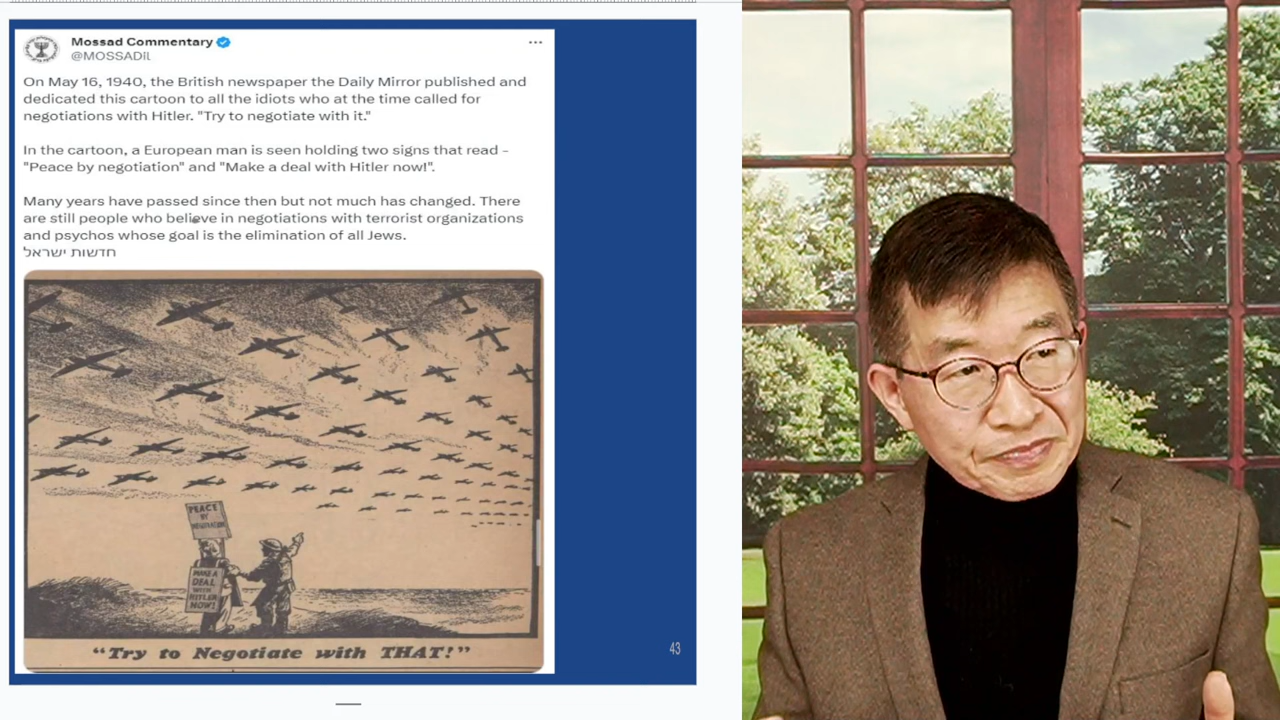 Mossad Commentary
@MOSSADil
On May 16, 1940, the British newspaper the Daily Mirror published and
dedicated this cartoon to all the idiots who at the time called for
negotiations with Hitler. "Try to negotiate with it."
In the cartoon, a European man is seen holding two signs that read -
"Peace by negotiation" and "Make a deal with Hitler now!".
Many years have passed since then but not much has changed. There
are still people who believe in negotiations with terrorist organizations
and psychos whose goal is the elimination of all Jews.
חדשות ישראל
PEACE
BY
NEGOTIATION
MAKE A
DEAL
WITH
HITLER
NOW!
"Try to Negotiate with THAT!"
43